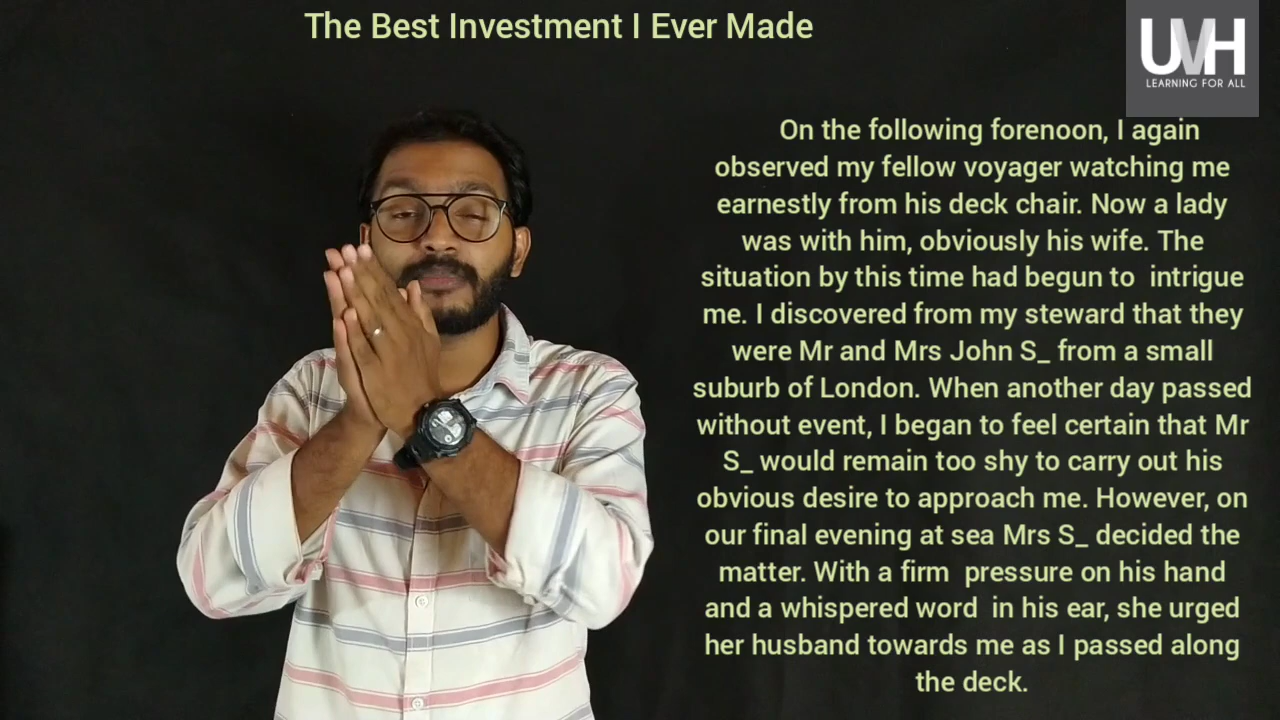 The Best Investment I Ever Made
UVH
LEARNING FOR ALL
On the following forenoon, I again
observed my fellow voyager watching me
earnestly from his deck chair. Now a lady
was with him, obviously his wife. The
situation by this time had begun to  intrigue
me. I discovered from my steward that they
were Mr and Mrs John S_ from a small
suburb of London. When another day passed
without event, I began to feel certain that Mr
S_ would remain too shy to carry out his
obvious desire to approach me. However, on
our final evening at sea Mrs S_ decided the
matter. With a firm  pressure on his hand
and a whispered word  in his ear, she urged
her husband towards me as I passed along
the deck.